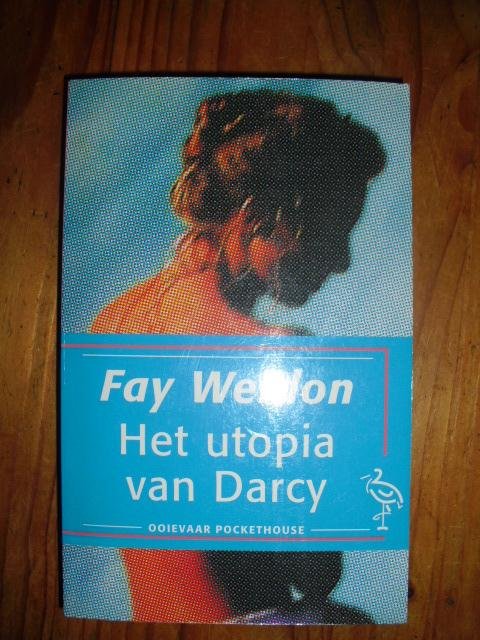 Fay Weldon
Het utopia
van Darcy
OOIEVAAR POCKETHOUSE